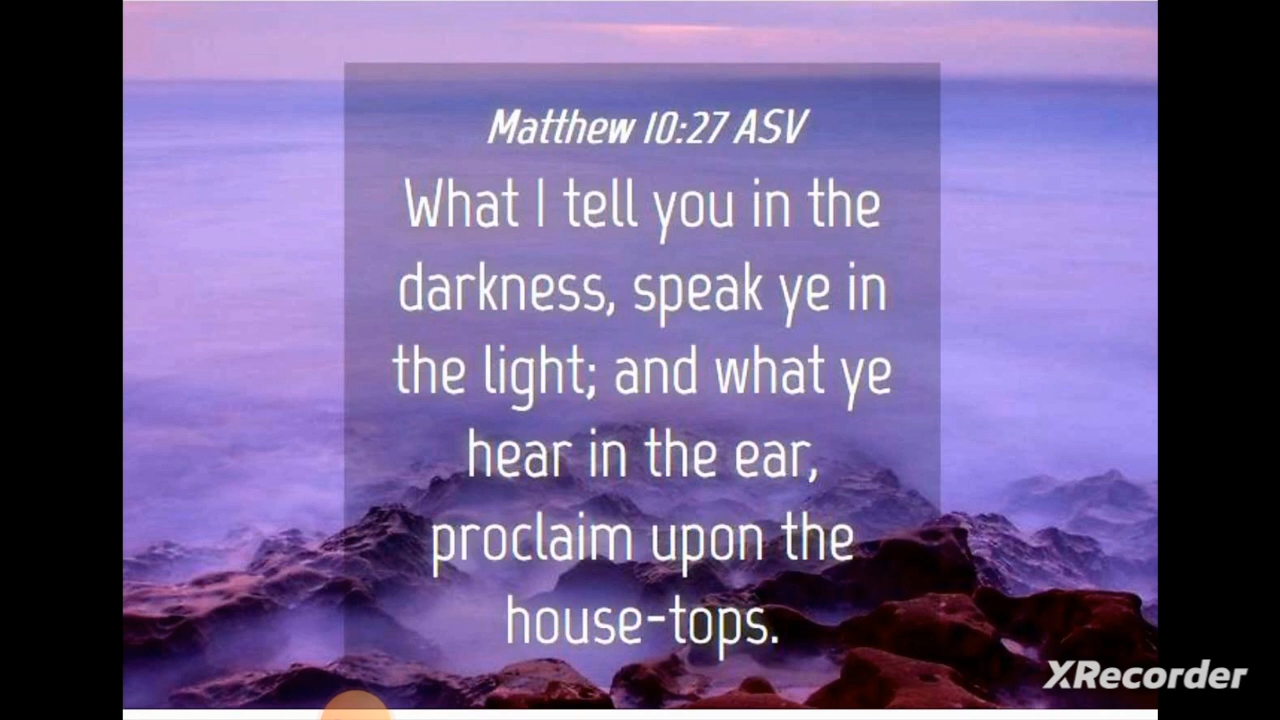 Matthew 10:27 ASV
What I tell you in the
darkness, speak ye in
the light; and what ye
hear in the ear,
proclaim upon the
house-tops.
XRecorder